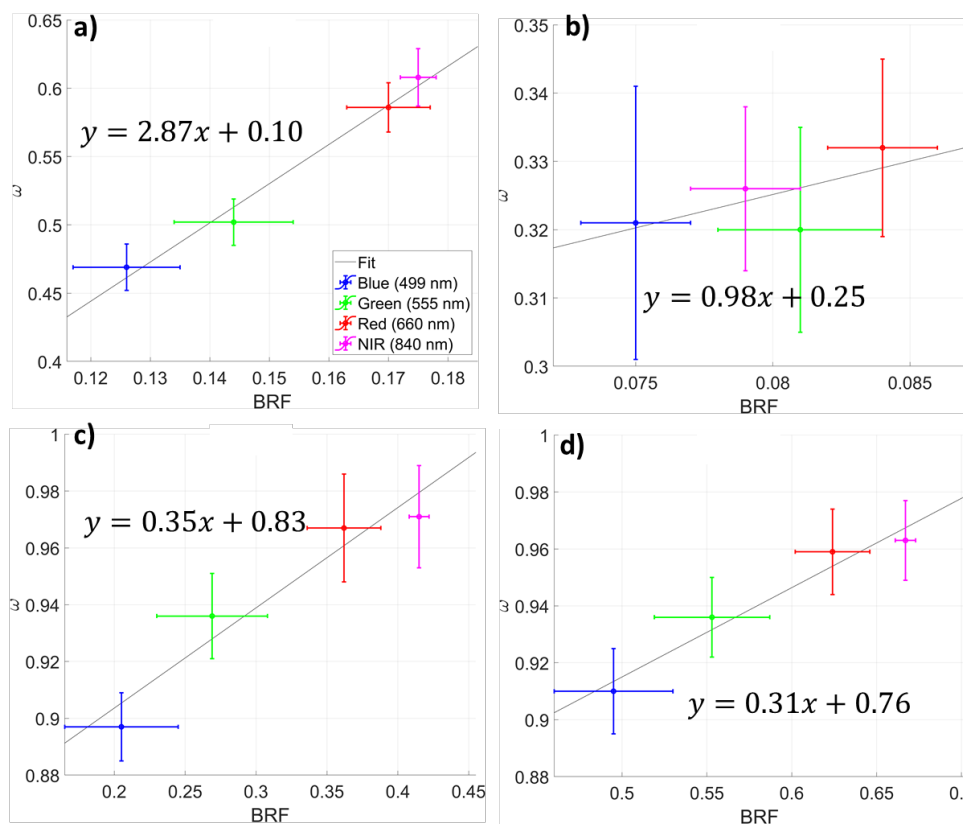 a)
0.65
0.6
0.55
0.5
0.45
0.4
ω
y = 2.87x + 0.10
Fit
Blue (499 nm)
Green (555 nm)
Red (660 nm)
NIR (840 nm)
0.12 0.13 0.14 0.15 0.16 0.17 0.18
BRF
b)
0.35
0.34
0.33
0.32
0.31
0.3
ω
y = 0.98x + 0.25
0.075 0.08 0.085
BRF
c)
1
0.98
0.96
0.94
0.92
0.9
0.88
ω
y = 0.35x + 0.83
0.2 0.25 0.3 0.35 0.4 0.45
BRF
d)
1
0.98
0.96
0.94
0.92
0.9
0.88
ω
y = 0.31x + 0.76
0.5 0.55 0.6 0.65
BRF